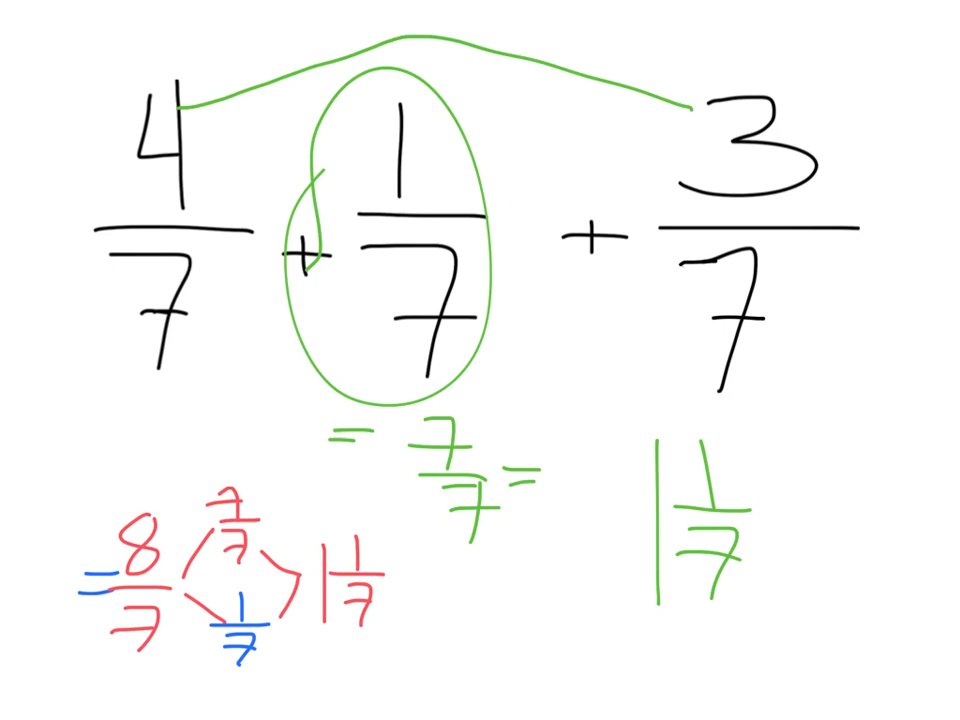 4/7 + 1/7 + 3/7
= 7/7 = 1 1/7
= 8/7 7/7 1/7 1 1/7